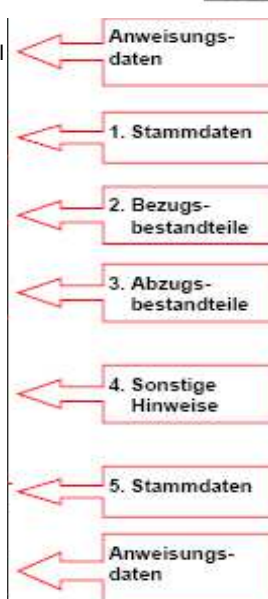 Anweisungs-
daten
1. Stammdaten
2. Bezugs-
bestandteile
3. Abzugs-
bestandteile
4. Sonstige
Hinweise
5. Stammdaten
Anweisungs-
daten